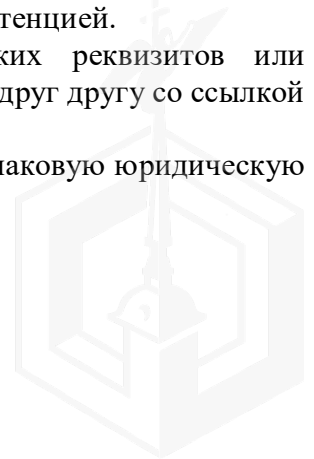 тенцией.
ких реквизитов или
друг другу со ссылкой
наковую юридическую